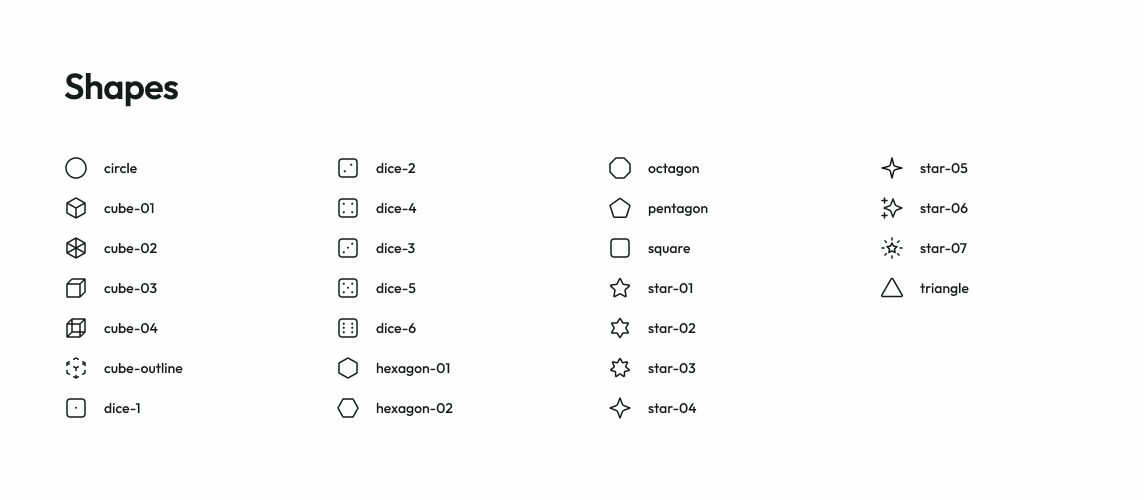 Shapes
circle
cube-01
cube-02
cube-03
cube-04
cube-outline
dice-1
dice-2
dice-4
dice-3
dice-5
dice-6
hexagon-01
hexagon-02
octagon
pentagon
square
star-01
star-02
star-03
star-04
star-05
star-06
star-07
triangle